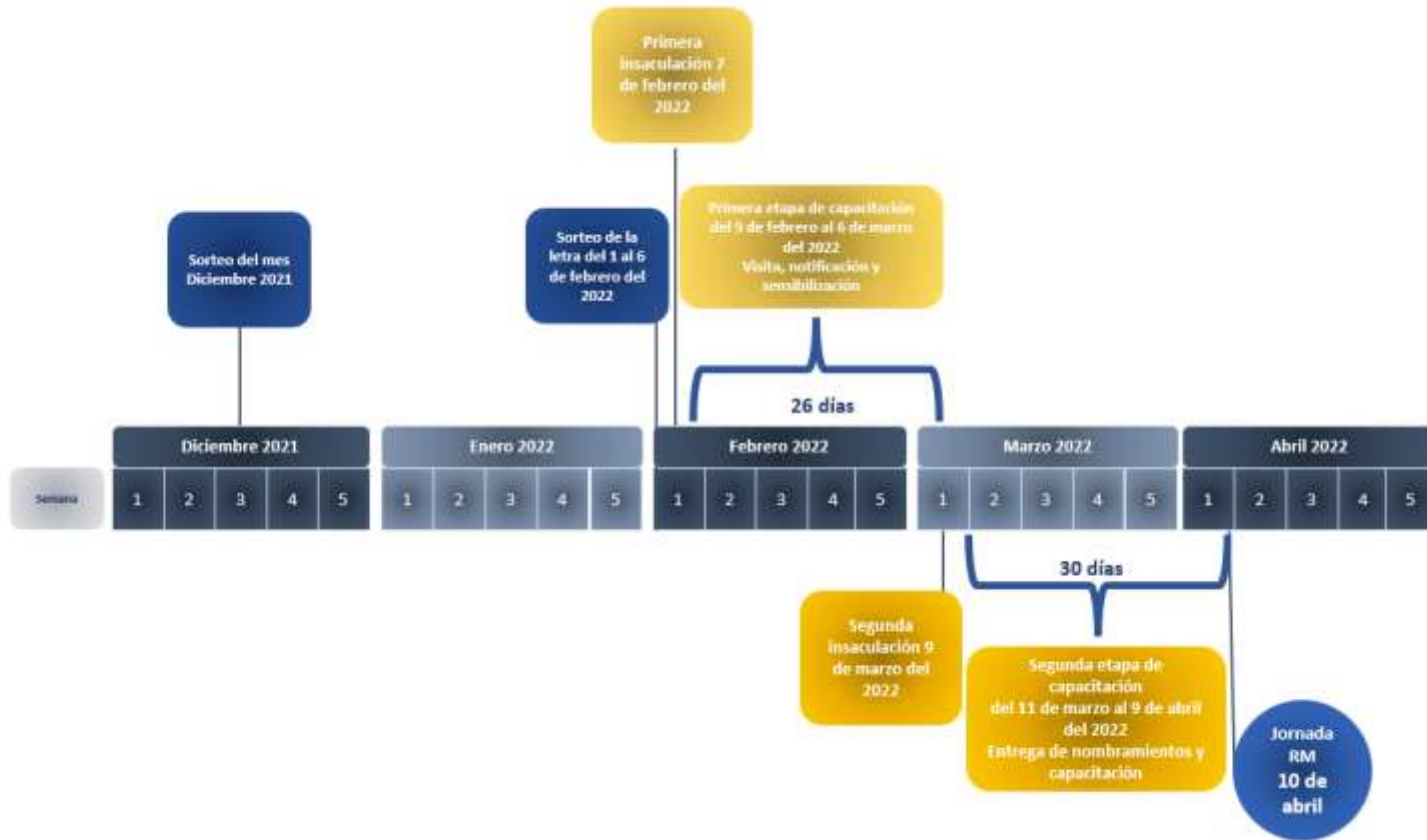 Primera
insaculación 7
de febrero del
2022
Sorteo del mes
Diciembre 2021
Sorteo de la
letra del 1 al 6
de febrero del
2022
Primera etapa de capacitación
del 9 de febrero al 6 de marzo
del 2022
Visita, notificación y
sensibilización
26 días
Diciembre 2021
Enero 2022
Febrero 2022
Marzo 2022
Abril 2022
Semana
1 2 3 4 5
1 2 3 4 5
1 2 3 4 5
1 2 3 4 5
1 2 3 4 5
30 días
Segunda
insaculación 9
de marzo del
2022
Segunda etapa de
capacitación
del 11 de marzo al 9 de abril
del 2022
Entrega de nombramientos y
capacitación
Jornada
RM
10 de
abril